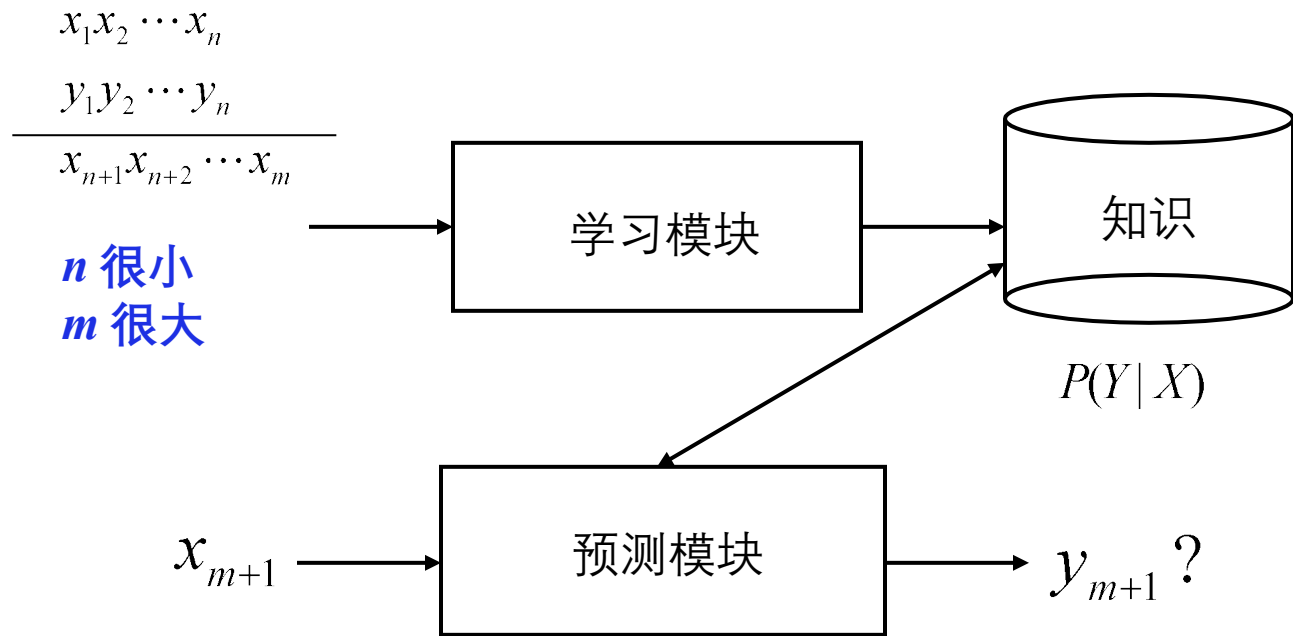 x₁x₂ ⋯ xₙ
y₁y₂ ⋯ yₙ
xₙ₊₁xₙ₊₂ ⋯ xₘ
n 很小
m 很大
学习模块
知识
P(Y | X)
xₘ₊₁
预测模块
yₘ₊₁ ?